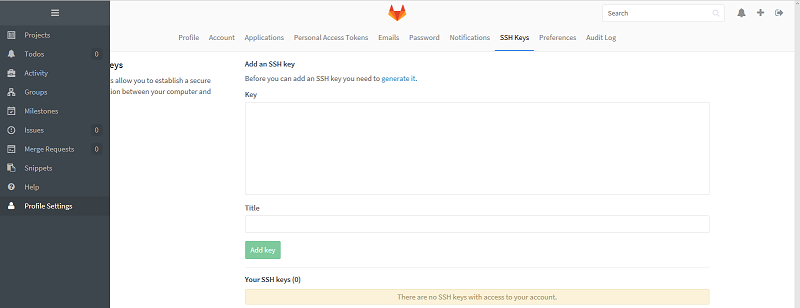 Search
Profile Account Applications Personal Access Tokens Emails Password Notifications SSH Keys Preferences Audit Log
Projects
Todos 0
Activity
Groups
Milestones
Issues 0
Merge Requests 0
Snippets
Help
Profile Settings
eys
s allow you to establish a secure
tion between your computer and
Add an SSH key
Before you can add an SSH key you need to generate it.
Key
Title
Add key
Your SSH keys (0)
There are no SSH keys with access to your account.